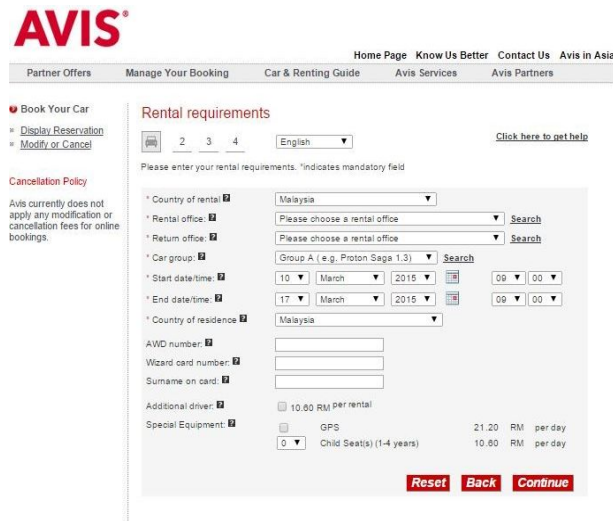 AVIS®
Home Page Know Us Better Contact Us Avis in Asia
Partner Offers Manage Your Booking Car & Renting Guide Avis Services Avis Partners
Book Your Car
Display Reservation
Modify or Cancel
Cancellation Policy
Avis currently does not
apply any modification or
cancellation fees for online
bookings.
Rental requirements
2 3 4 English Click here to get help
Please enter your rental requirements. *indicates mandatory field
* Country of rental ? Malaysia
* Rental office: ? Please choose a rental office Search
* Return office: ? Please choose a rental office Search
* Car group: ? Group A ( e.g. Proton Saga 1.3) Search
* Start date/time: ? 10 March 2015 09 00
* End date/time: ? 17 March 2015 09 00
* Country of residence ? Malaysia
AWD number: ?
Wizard card number: ?
Surname on card: ?
Additional driver: ? 10.60 RM per rental
Special Equipment: ? GPS 21.20 RM per day
0 Child Seat(s) (1-4 years) 10.60 RM per day
Reset Back Continue